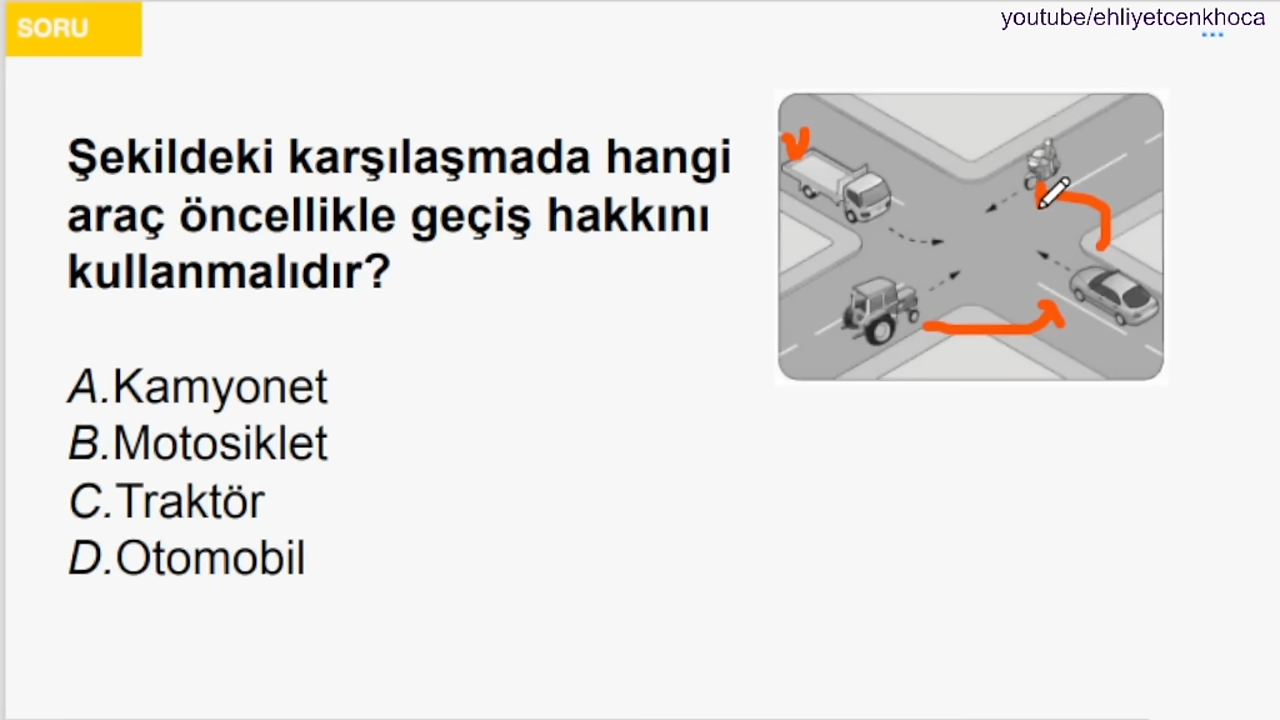 SORU
youtube/ehliyetcenkhoca
Şekildeki karşılaşmada hangi
araç öncellikle geçiş hakkını
kullanmalıdır?
A.Kamyonet
B.Motosiklet
C.Traktör
D.Otomobil